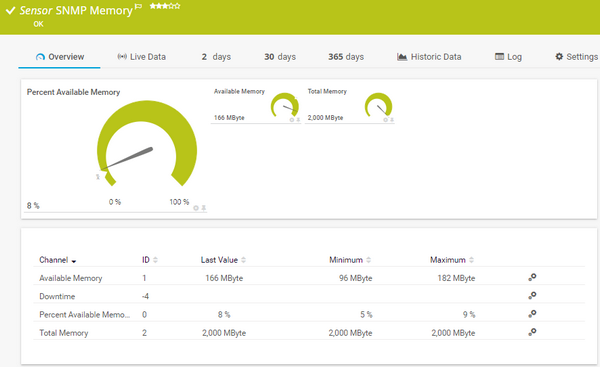 Sensor SNMP Memory
OK
Overview Live Data 2 days 30 days 365 days Historic Data Log Settings
Percent Available Memory
Available Memory Total Memory
166 MByte 2,000 MByte
0 % 100 %
8 %
Channel ID Last Value Minimum Maximum
Available Memory 1 166 MByte 96 MByte 182 MByte
Downtime -4
Percent Available Memo... 0 8 % 5 % 9 %
Total Memory 2 2,000 MByte 2,000 MByte 2,000 MByte